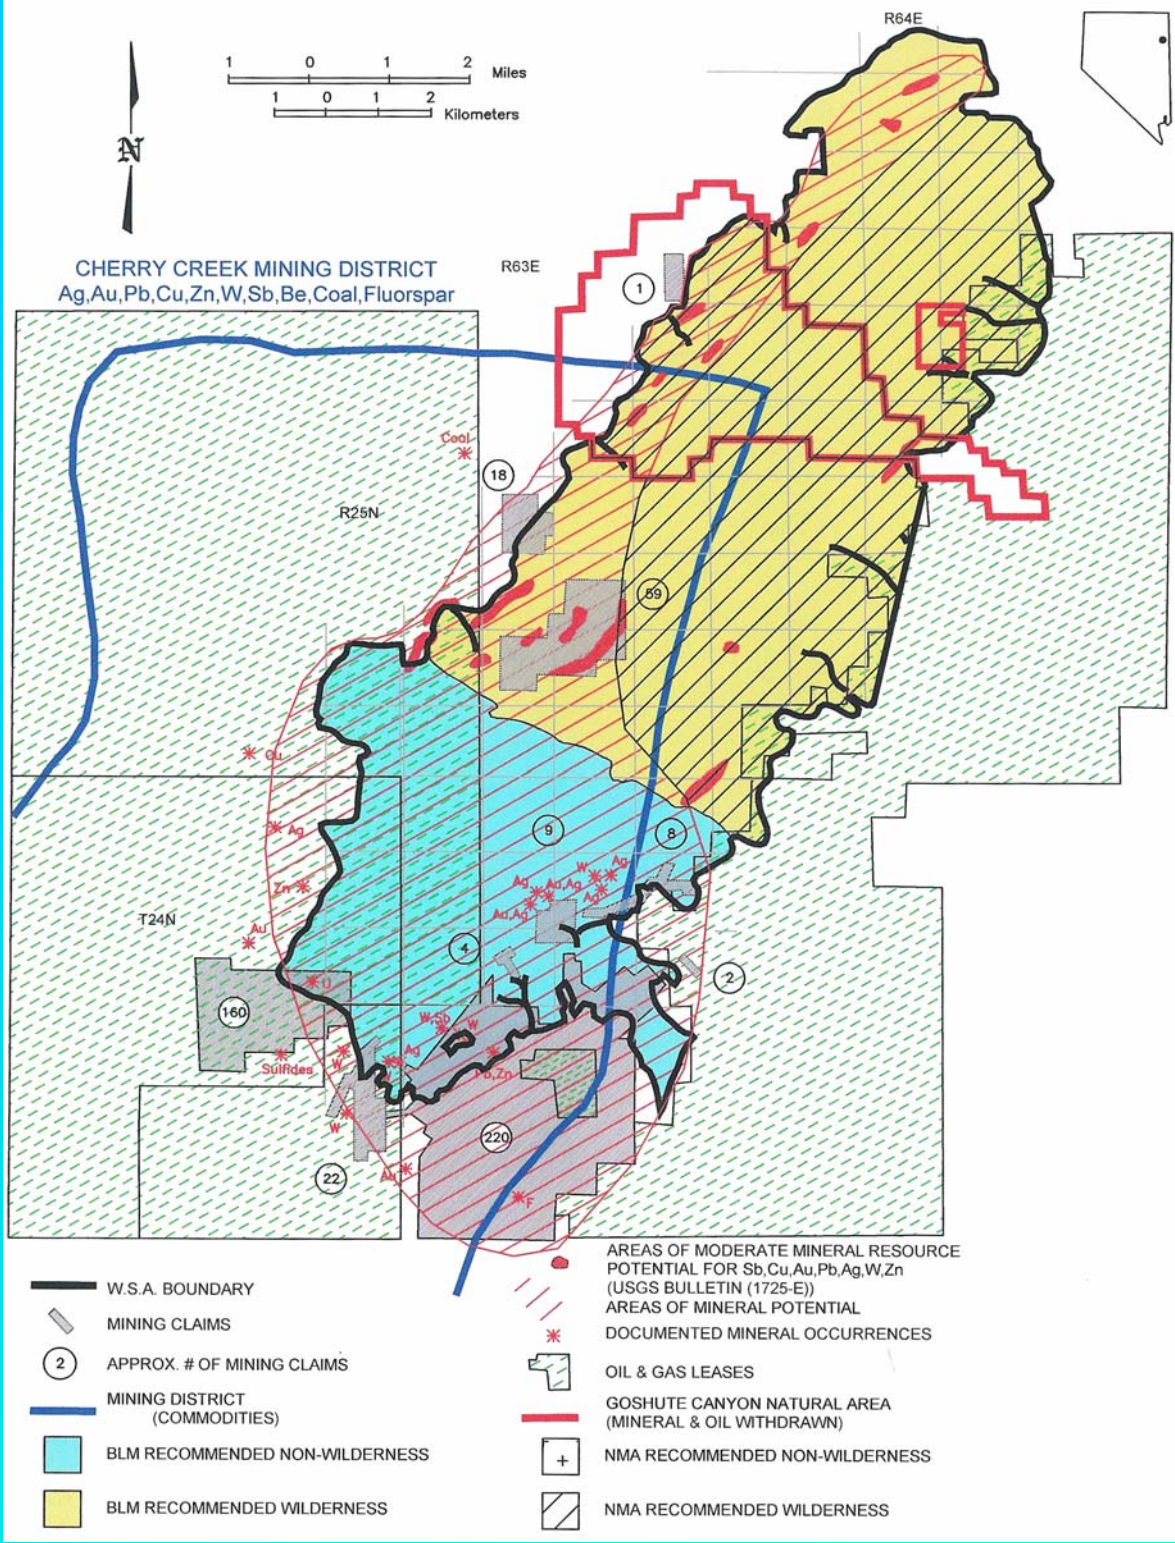 R64E
1 0 1 2
Miles
1 0 1 2
Kilometers
N
CHERRY CREEK MINING DISTRICT
Ag,Au,Pb,Cu,Zn,W,Sb,Be,Coal,Fluorspar
R63E
1
Coal
18
R25N
59
Cu
9
8
Ag
W
Ag
Zn
Ag
Au,Ag
Ag
Au,Ag
T24N
Au
4
2
U
160
W,Sb
W
Ag
W
Sulfides
Pb,Zn
W
220
22
Au
F
W.S.A. BOUNDARY
MINING CLAIMS
2
APPROX. # OF MINING CLAIMS
MINING DISTRICT
(COMMODITIES)
BLM RECOMMENDED NON-WILDERNESS
BLM RECOMMENDED WILDERNESS
AREAS OF MODERATE MINERAL RESOURCE
POTENTIAL FOR Sb,Cu,Au,Pb,Ag,W,Zn
(USGS BULLETIN (1725-E))
AREAS OF MINERAL POTENTIAL
DOCUMENTED MINERAL OCCURRENCES
OIL & GAS LEASES
GOSHUTE CANYON NATURAL AREA
(MINERAL & OIL WITHDRAWN)
+
NMA RECOMMENDED NON-WILDERNESS
NMA RECOMMENDED WILDERNESS